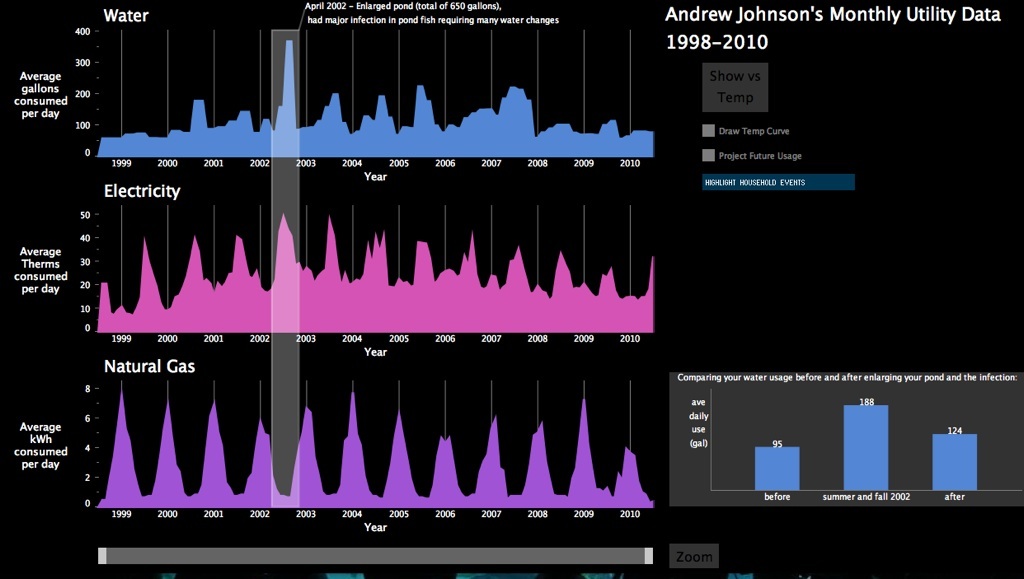 April 2002 – Enlarged pond (total of 650 gallons),
had major infection in pond fish requiring many water changes
Andrew Johnson's Monthly Utility Data
1998–2010
Show vs
Temp
Draw Temp Curve
Project Future Usage
HIGHLIGHT HOUSEHOLD EVENTS
Water
Average
gallons
consumed
per day
400
300
200
100
0
1999 2000 2001 2002 2003 2004 2005 2006 2007 2008 2009 2010
Year
Electricity
Average
Therms
consumed
per day
50
40
30
20
10
0
1999 2000 2001 2002 2003 2004 2005 2006 2007 2008 2009 2010
Year
Natural Gas
Average
kWh
consumed
per day
8
6
4
2
0
1999 2000 2001 2002 2003 2004 2005 2006 2007 2008 2009 2010
Year
Comparing your water usage before and after enlarging your pond and the infection:
ave
daily
use
(gal)
95
188
124
before summer and fall 2002 after
Zoom